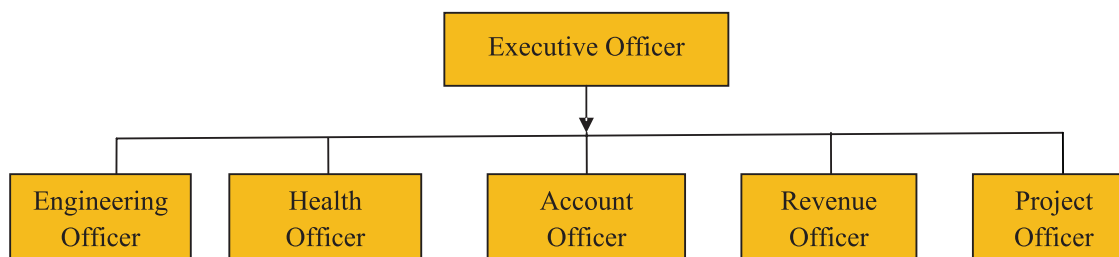 Executive Officer
Engineering
Officer
Health
Officer
Account
Officer
Revenue
Officer
Project
Officer